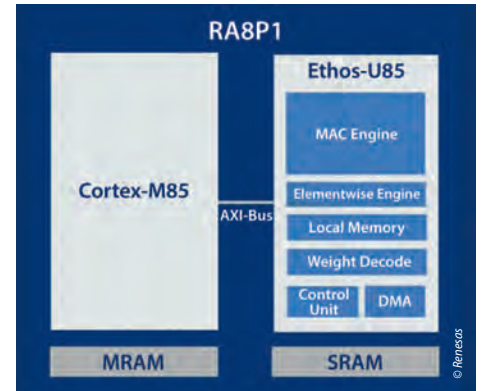 RA8P1
Cortex-M85
AXI-Bus
Ethos-U85
MAC Engine
Elementwise Engine
Local Memory
Weight Decode
Control
Unit
DMA
MRAM
SRAM
© Renesas